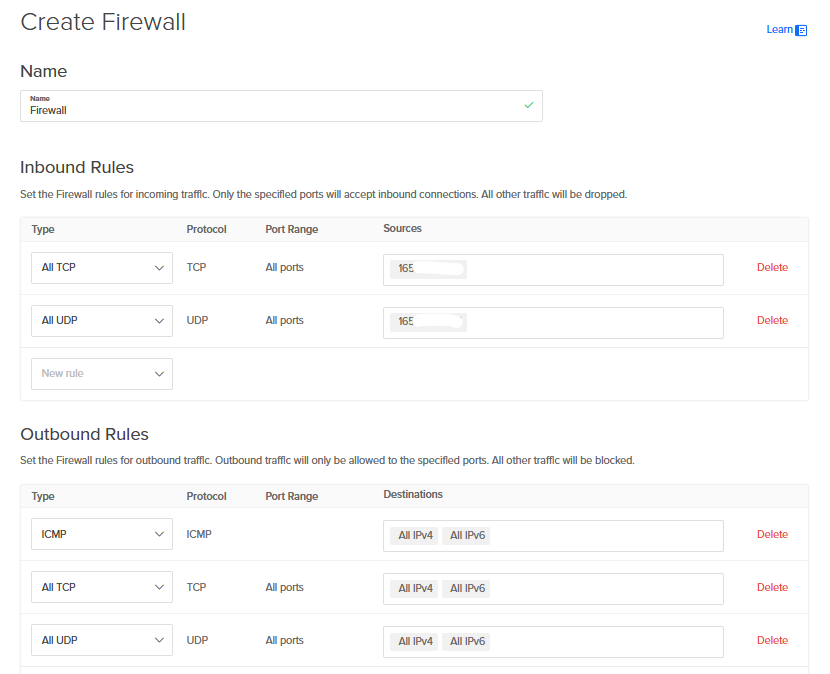 Create Firewall
Learn
Name
Name
Firewall
Inbound Rules
Set the Firewall rules for incoming traffic. Only the specified ports will accept inbound connections. All other traffic will be dropped.
Type Protocol Port Range Sources
All TCP TCP All ports 165 Delete
All UDP UDP All ports 165 Delete
New rule
Outbound Rules
Set the Firewall rules for outbound traffic. Outbound traffic will only be allowed to the specified ports. All other traffic will be blocked.
Type Protocol Port Range Destinations
ICMP ICMP All IPv4 All IPv6 Delete
All TCP TCP All ports All IPv4 All IPv6 Delete
All UDP UDP All ports All IPv4 All IPv6 Delete